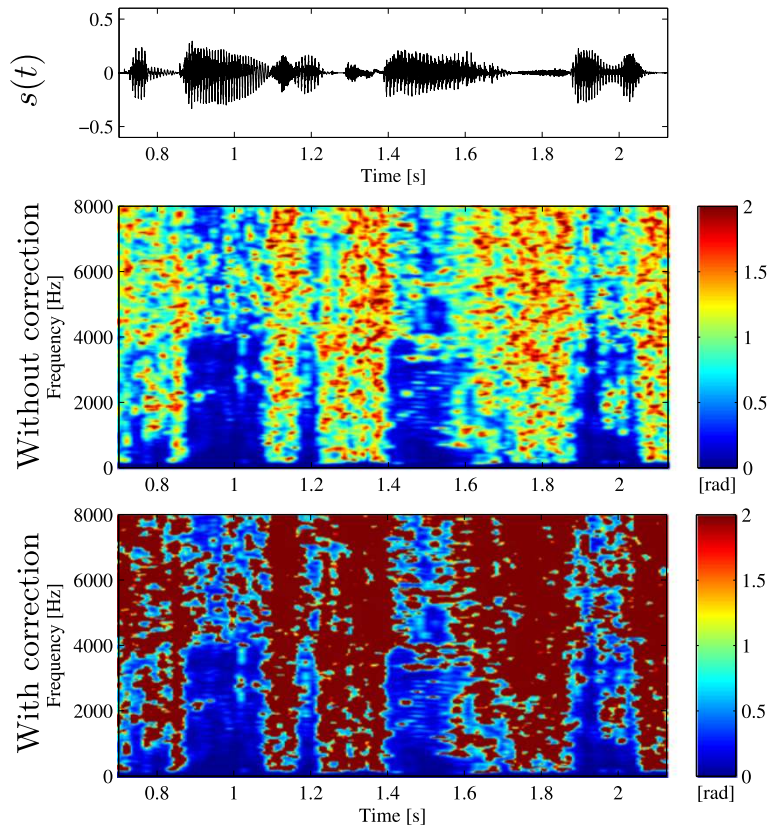 s(t)
0.5
0
−0.5
0.8 1 1.2 1.4 1.6 1.8 2
Time [s]
Without correction
Frequency [Hz]
8000
6000
4000
2000
0
0.8 1 1.2 1.4 1.6 1.8 2
2
1.5
1
0.5
0
[rad]
With correction
Frequency [Hz]
8000
6000
4000
2000
0
0.8 1 1.2 1.4 1.6 1.8 2
Time [s]
2
1.5
1
0.5
0
[rad]